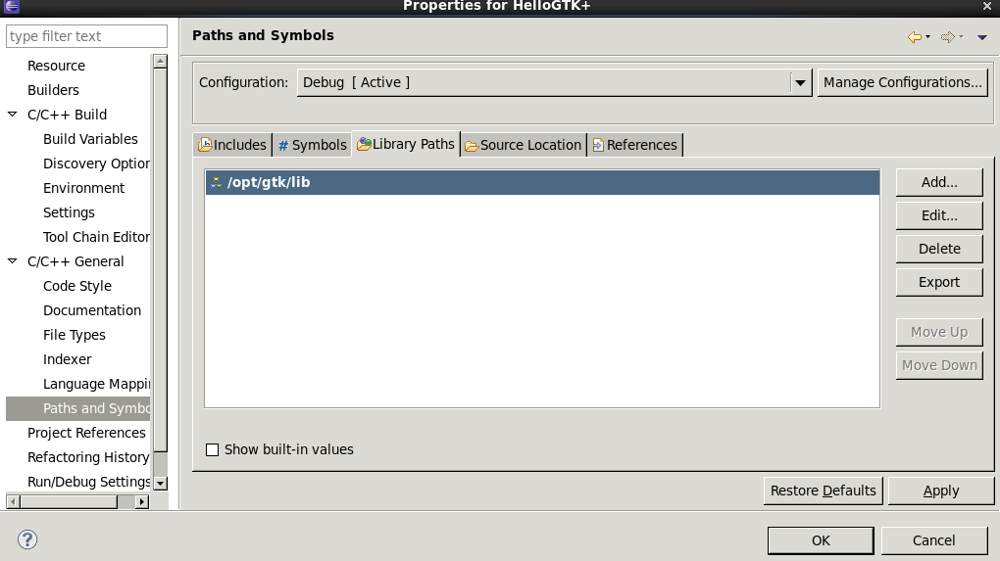 Properties for HelloGTK+
type filter text
Resource
Builders
C/C++ Build
Build Variables
Discovery Option
Environment
Settings
Tool Chain Editor
C/C++ General
Code Style
Documentation
File Types
Indexer
Language Mappi
Paths and Symbo
Project References
Refactoring History
Run/Debug Settings
Paths and Symbols
Configuration: Debug [ Active ] Manage Configurations...
Includes # Symbols Library Paths Source Location References
/opt/gtk/lib
Add...
Edit...
Delete
Export
Move Up
Move Down
Show built-in values
Restore Defaults Apply
? OK Cancel